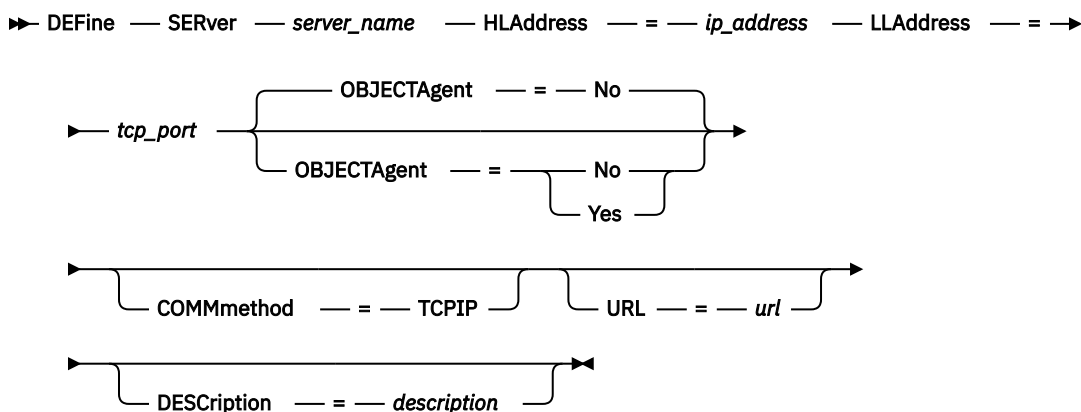 DEFine SERver server_name HLAddress = ip_address LLAddress =
OBJECTAgent = No
tcp_port
OBJECTAgent = No
Yes
COMMmethod = TCPIP URL = url
DESCription = description